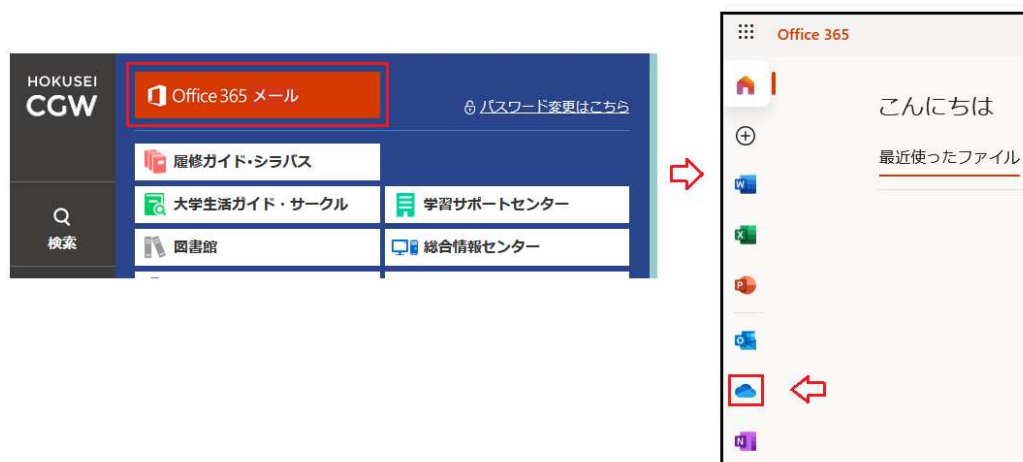 HOKUSEI
CGW
検索
Office 365 メール
パスワード変更はこちら
履修ガイド・シラバス
大学生活ガイド・サークル
学習サポートセンター
図書館
総合情報センター
Office 365
こんにちは
最近使ったファイル